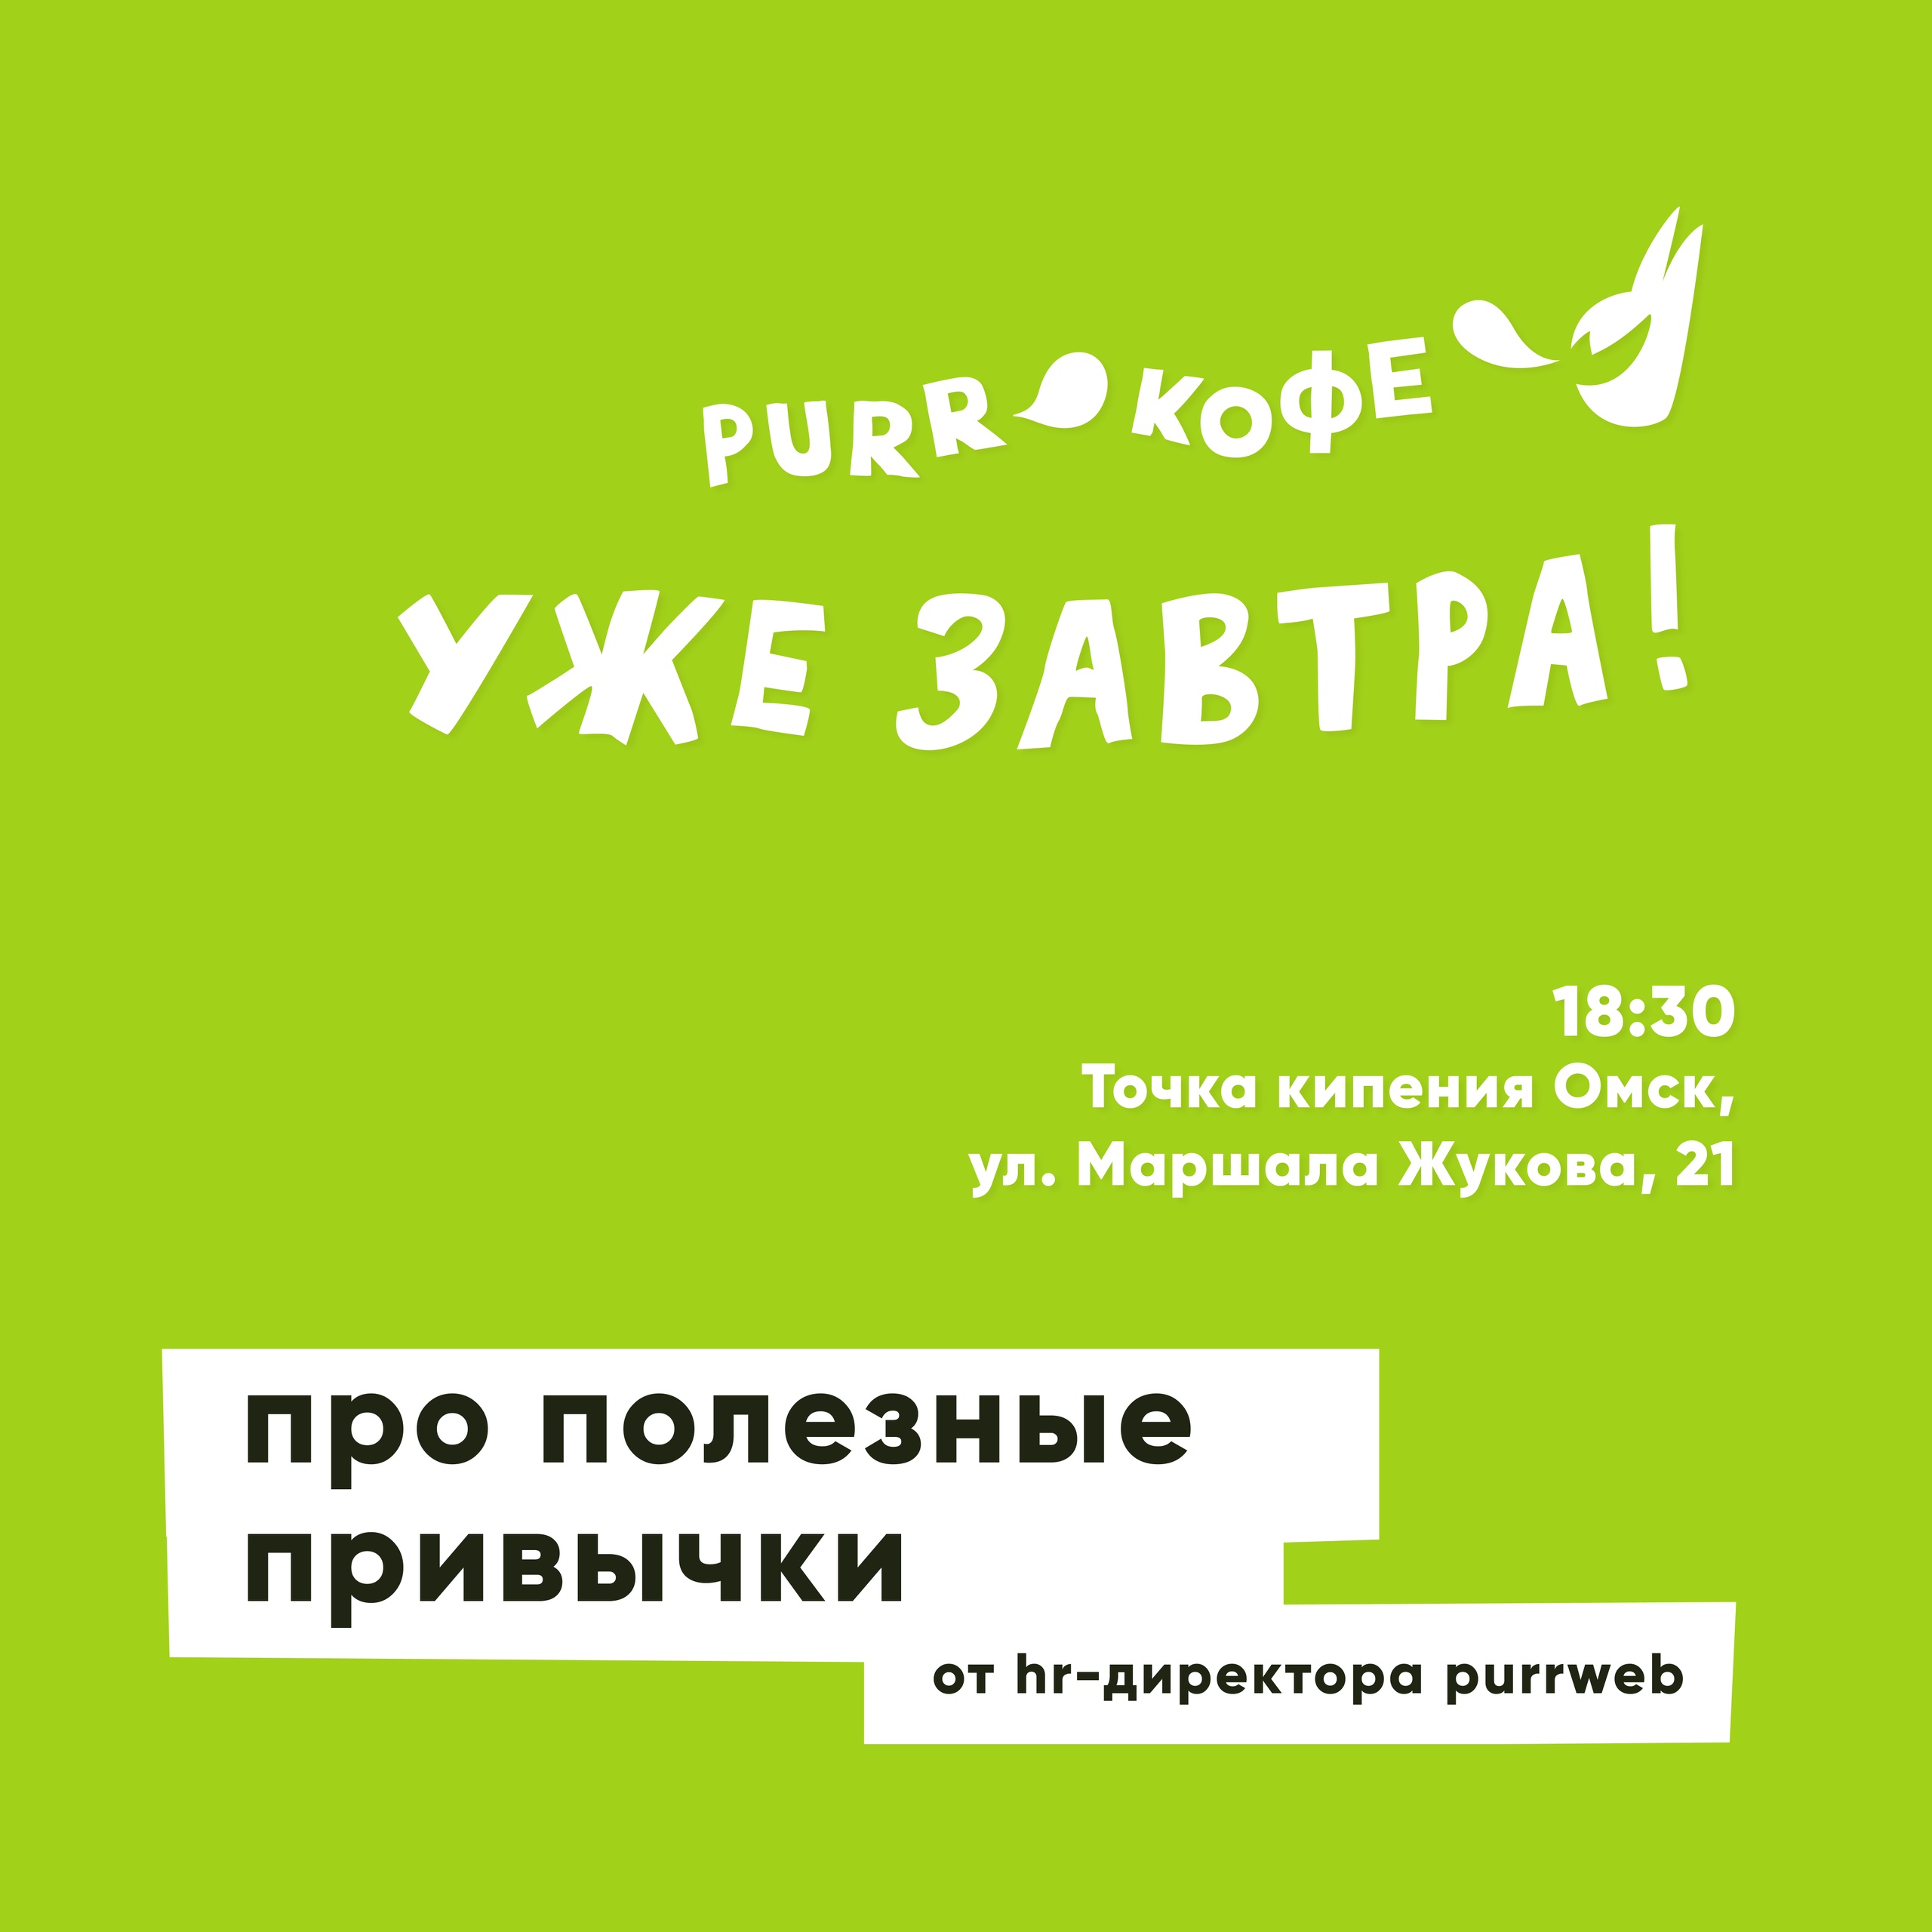 PURR КОФЕ
УЖЕ ЗАВТРА!
18:30
Точка кипения Омск,
ул. Маршала Жукова, 21
про полезные
привычки
от hr-директора purrweb